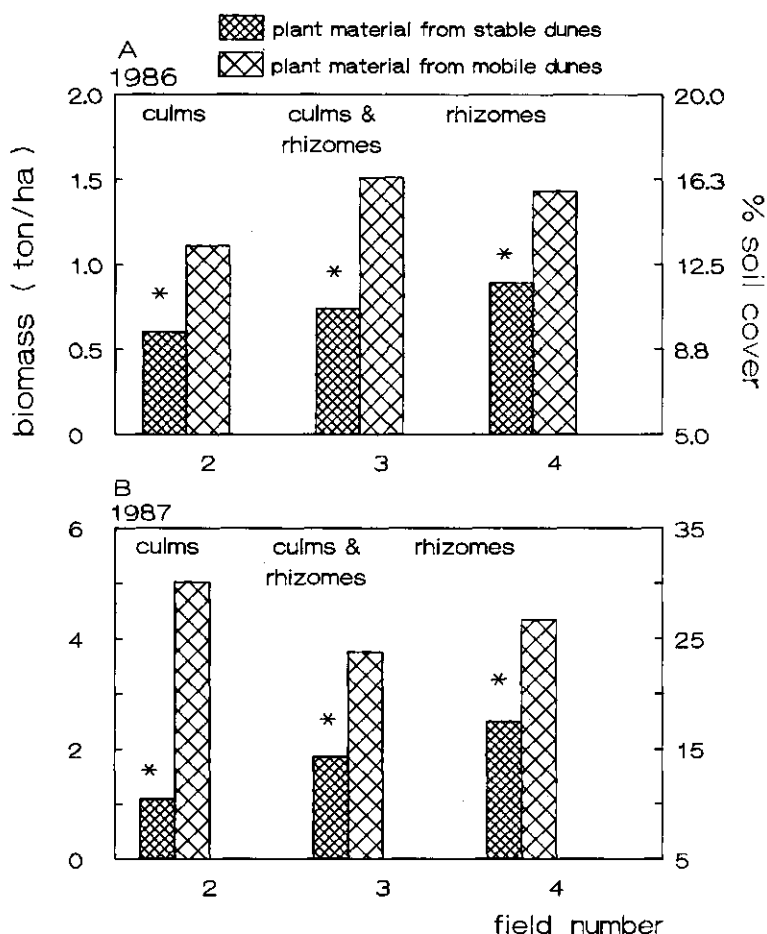 plant material from stable dunes
plant material from mobile dunes
A
1986
2.0
1.5
1.0
0.5
0
biomass ( ton/ha )
culms
culms &
rhizomes
rhizomes
*
*
*
20.0
16.3
12.5
8.8
5.0
% soil cover
2
3
4
B
1987
6
4
2
0
culms
culms &
rhizomes
rhizomes
*
*
*
35
25
15
5
2
3
4
field number